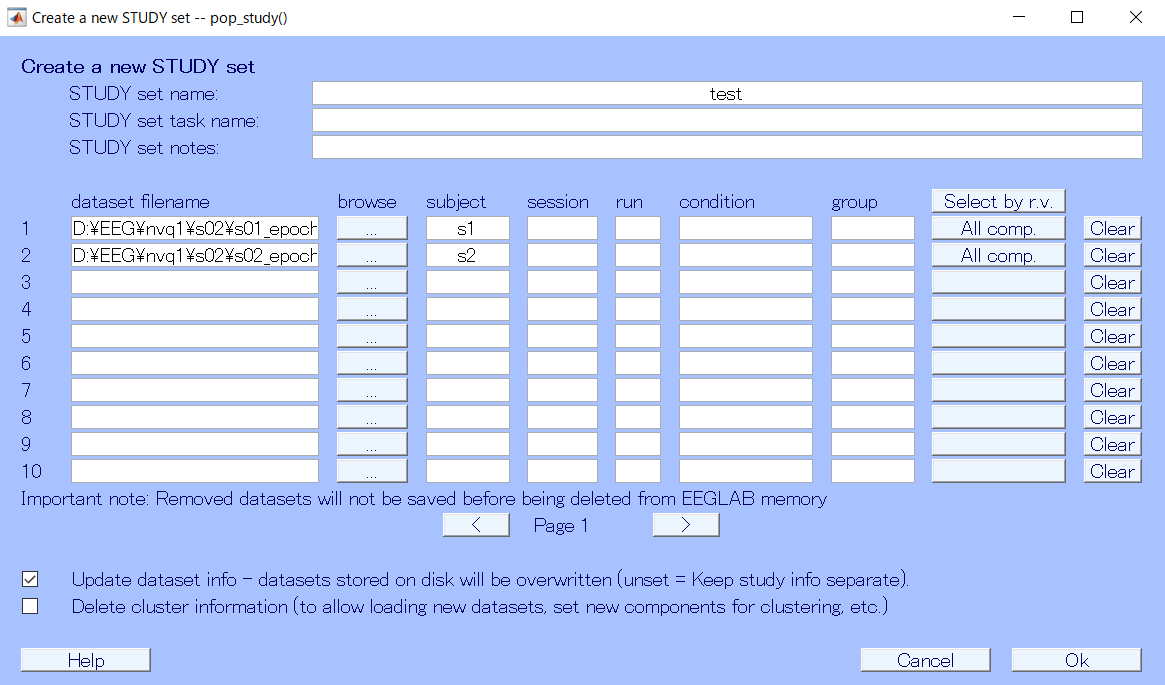 Create a new STUDY set -- pop_study()
Create a new STUDY set
STUDY set name: test
STUDY set task name:
STUDY set notes:
dataset filename browse subject session run condition group Select by r.v.
1 D:¥EEG¥nvq1¥s02¥s01_epoch ... s1 All comp. Clear
2 D:¥EEG¥nvq1¥s02¥s02_epoch ... s2 All comp. Clear
3 ... Clear
4 ... Clear
5 ... Clear
6 ... Clear
7 ... Clear
8 ... Clear
9 ... Clear
10 ... Clear
Important note: Removed datasets will not be saved before being deleted from EEGLAB memory
< Page 1 >
Update dataset info - datasets stored on disk will be overwritten (unset = Keep study info separate).
Delete cluster information (to allow loading new datasets, set new components for clustering, etc.)
Help Cancel Ok